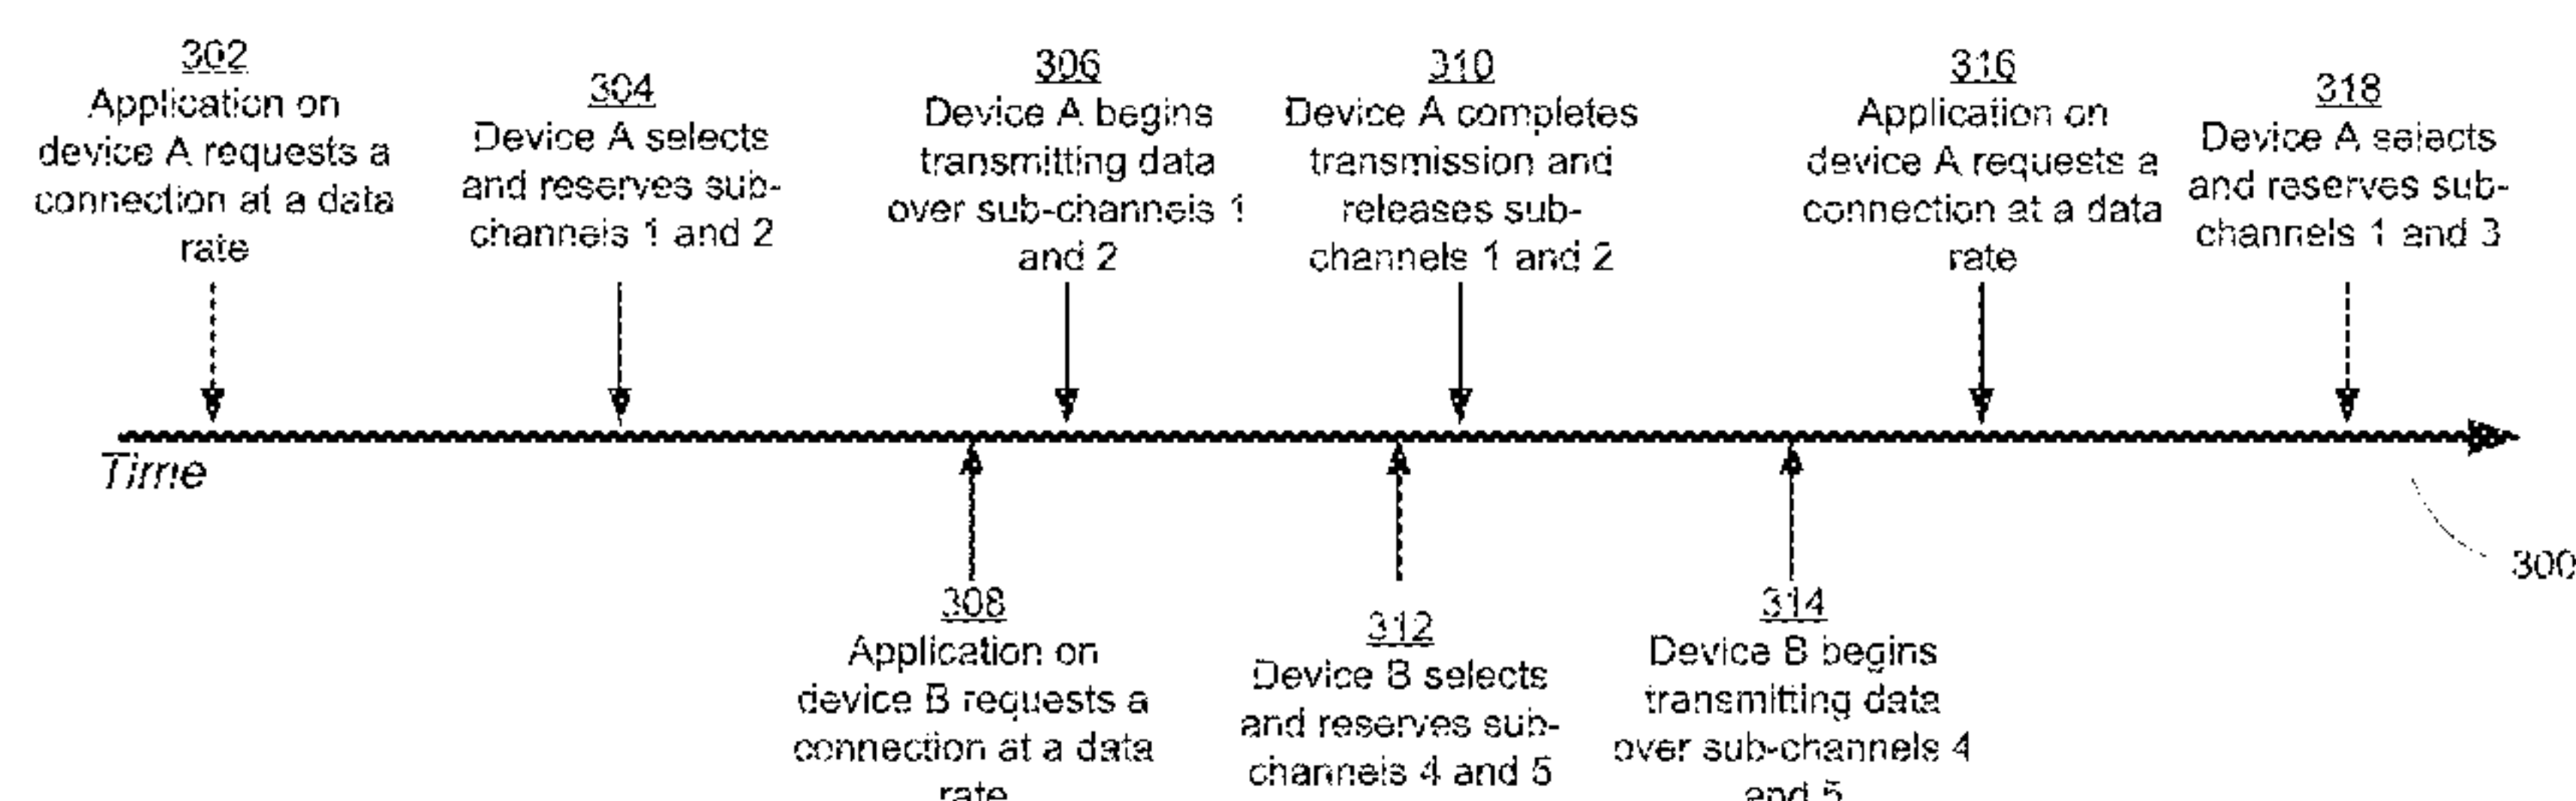 302
Application on
device A requests a
connection at a data
rate
304
Device A selects
and reserves sub-
channels 1 and 2
306
Device A begins
transmitting data
over sub-channels 1
and 2
310
Device A completes
transmission and
releases sub-
channels 1 and 2
316
Application on
device A requests a
connection at a data
rate
318
Device A selects
and reserves sub-
channels 1 and 3
Time
300
308
Application on
device B requests a
connection at a data
rate
312
Device B selects
and reserves sub-
channels 4 and 5
314
Device B begins
transmitting data
over sub-channels 4
and 5